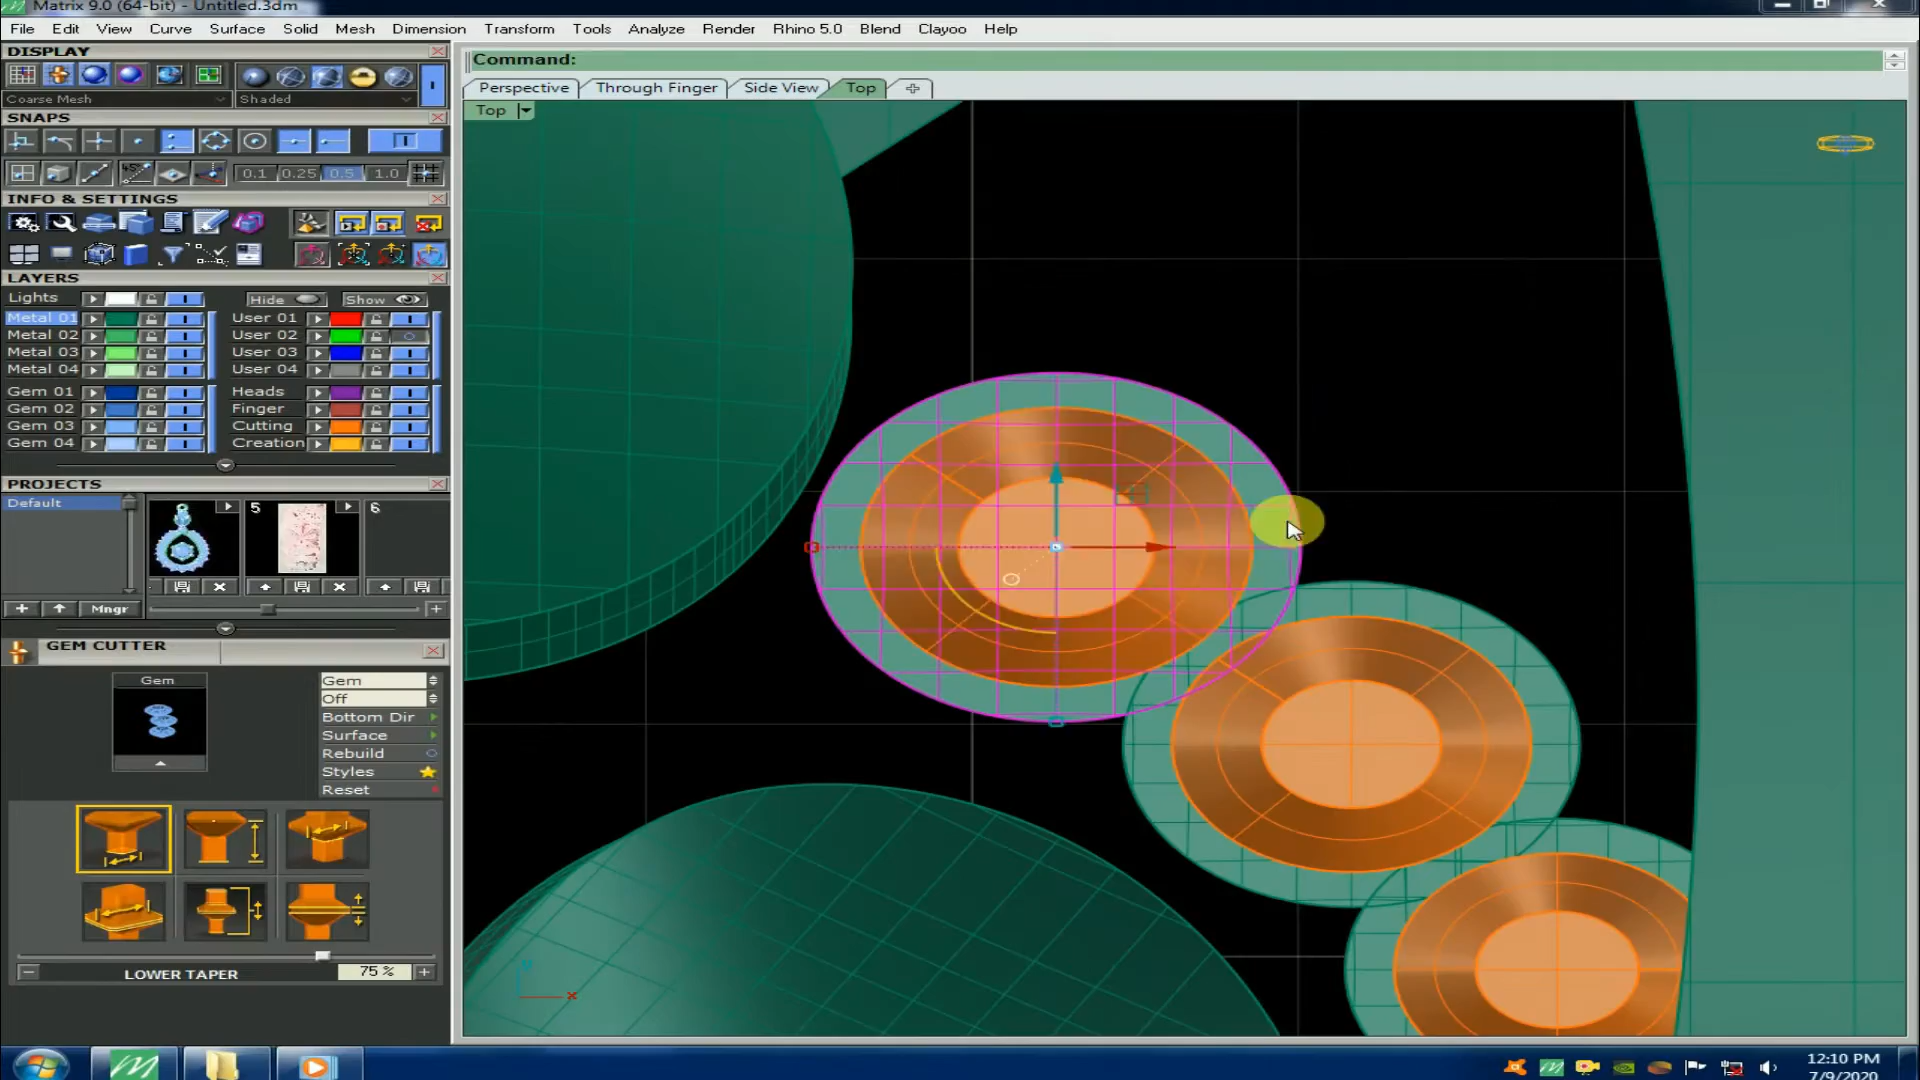 Matrix 9.0 (64-bit) - Untitled.3dm
File Edit View Curve Surface Solid Mesh Dimension Transform Tools Analyze Render Rhino 5.0 Blend Clayoo Help
DISPLAY
Coarse Mesh Shaded
SNAPS
0.1 0.25 0.5 1.0
INFO & SETTINGS
LAYERS
Lights Hide Show
Metal 01 User 01
Metal 02 User 02
Metal 03 User 03
Metal 04 User 04
Gem 01 Heads
Gem 02 Finger
Gem 03 Cutting
Gem 04 Creation
PROJECTS
Default 5 6
Mngr
GEM CUTTER
Gem Gem
Off
Bottom Dir
Surface
Rebuild
Styles
Reset
LOWER TAPER 75 %
Command:
Perspective Through Finger Side View Top
Top
x
12:10 PM
7/9/2020